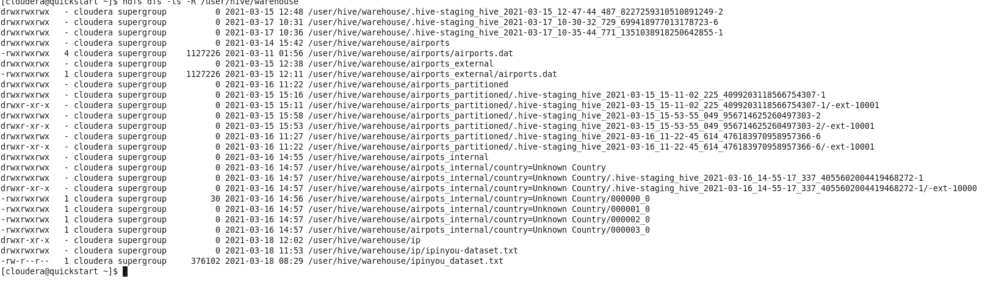 [cloudera@quickstart ~]$ hdfs dfs -ls -R /user/hive/warehouse
drwxrwxrwx   - cloudera supergroup          0 2021-03-15 12:48 /user/hive/warehouse/.hive-staging_hive_2021-03-15_12-47-44_487_8227259310510891249-2
drwxrwxrwx   - cloudera supergroup          0 2021-03-17 10:31 /user/hive/warehouse/.hive-staging_hive_2021-03-17_10-30-32_729_699418977013178723-6
drwxrwxrwx   - cloudera supergroup          0 2021-03-17 10:36 /user/hive/warehouse/.hive-staging_hive_2021-03-17_10-35-44_771_1351038918250642855-1
drwxrwxrwx   - cloudera supergroup          0 2021-03-14 15:42 /user/hive/warehouse/airports
-rwxrwxrwx   4 cloudera supergroup    1127226 2021-03-11 01:56 /user/hive/warehouse/airports/airports.dat
drwxrwxrwx   - cloudera supergroup          0 2021-03-15 12:38 /user/hive/warehouse/airports_external
-rwxrwxrwx   1 cloudera supergroup    1127226 2021-03-15 12:11 /user/hive/warehouse/airports_external/airports.dat
drwxrwxrwx   - cloudera supergroup          0 2021-03-16 11:22 /user/hive/warehouse/airports_partitioned
drwxrwxrwx   - cloudera supergroup          0 2021-03-15 15:16 /user/hive/warehouse/airports_partitioned/.hive-staging_hive_2021-03-15_15-11-02_225_4099203118566754307-1
drwxr-xr-x   - cloudera supergroup          0 2021-03-15 15:11 /user/hive/warehouse/airports_partitioned/.hive-staging_hive_2021-03-15_15-11-02_225_4099203118566754307-1/-ext-10001
drwxrwxrwx   - cloudera supergroup          0 2021-03-15 15:58 /user/hive/warehouse/airports_partitioned/.hive-staging_hive_2021-03-15_15-53-55_049_956714625260497303-2
drwxr-xr-x   - cloudera supergroup          0 2021-03-15 15:53 /user/hive/warehouse/airports_partitioned/.hive-staging_hive_2021-03-15_15-53-55_049_956714625260497303-2/-ext-10001
drwxrwxrwx   - cloudera supergroup          0 2021-03-16 11:27 /user/hive/warehouse/airports_partitioned/.hive-staging_hive_2021-03-16_11-22-45_614_476183970958957366-6
drwxr-xr-x   - cloudera supergroup          0 2021-03-16 11:22 /user/hive/warehouse/airports_partitioned/.hive-staging_hive_2021-03-16_11-22-45_614_476183970958957366-6/-ext-10001
drwxrwxrwx   - cloudera supergroup          0 2021-03-16 14:55 /user/hive/warehouse/airpots_internal
drwxrwxrwx   - cloudera supergroup          0 2021-03-16 14:57 /user/hive/warehouse/airpots_internal/country=Unknown Country
drwxrwxrwx   - cloudera supergroup          0 2021-03-16 14:57 /user/hive/warehouse/airpots_internal/country=Unknown Country/.hive-staging_hive_2021-03-16_14-55-17_337_4055602004419468272-1
drwxr-xr-x   - cloudera supergroup          0 2021-03-16 14:57 /user/hive/warehouse/airpots_internal/country=Unknown Country/.hive-staging_hive_2021-03-16_14-55-17_337_4055602004419468272-1/-ext-10000
-rwxrwxrwx   1 cloudera supergroup         30 2021-03-16 14:56 /user/hive/warehouse/airpots_internal/country=Unknown Country/000000_0
-rwxrwxrwx   1 cloudera supergroup          0 2021-03-16 14:57 /user/hive/warehouse/airpots_internal/country=Unknown Country/000001_0
-rwxrwxrwx   1 cloudera supergroup          0 2021-03-16 14:57 /user/hive/warehouse/airpots_internal/country=Unknown Country/000002_0
-rwxrwxrwx   1 cloudera supergroup          0 2021-03-16 14:57 /user/hive/warehouse/airpots_internal/country=Unknown Country/000003_0
drwxr-xr-x   - cloudera supergroup          0 2021-03-18 12:02 /user/hive/warehouse/ip
drwxrwxrwx   - cloudera supergroup          0 2021-03-18 11:53 /user/hive/warehouse/ip/ipinyou-dataset.txt
-rw-r--r--   1 cloudera supergroup     376102 2021-03-18 08:29 /user/hive/warehouse/ipinyou_dataset.txt
[cloudera@quickstart ~]$